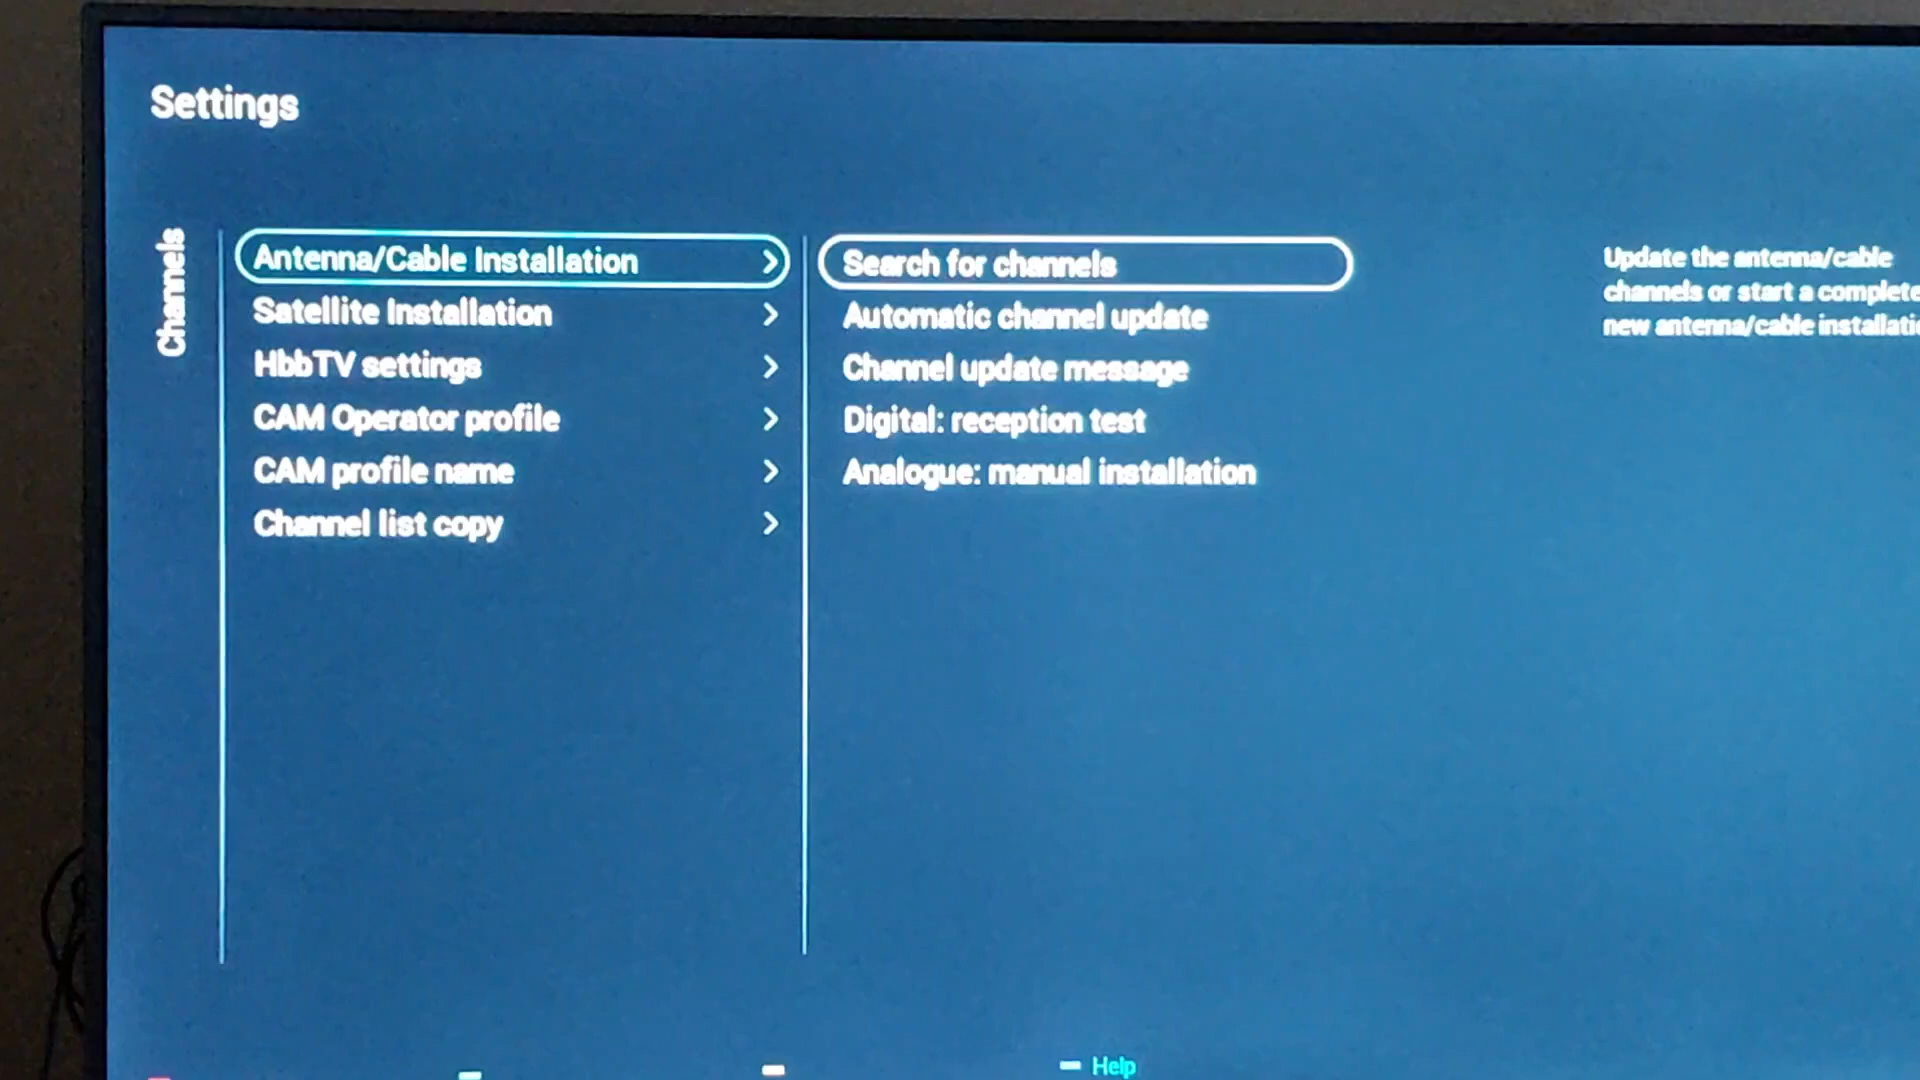 Settings
Channels
Antenna/Cable Installation
Satellite Installation
HbbTV settings
CAM Operator profile
CAM profile name
Channel list copy
Search for channels
Automatic channel update
Channel update message
Digital: reception test
Analogue: manual installation
Update the antenna/cable
channels or start a complete
new antenna/cable
Help